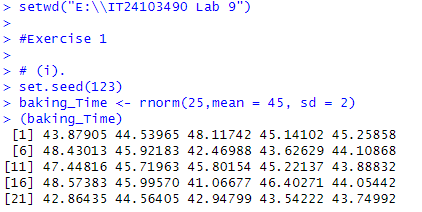 > setwd("E:\\IT24103490 Lab 9")
>
> #Exercise 1
>
> # (i).
> set.seed(123)
> baking_Time <- rnorm(25,mean = 45, sd = 2)
> (baking_Time)
[1] 43.87905 44.53965 48.11742 45.14102 45.25858
[6] 48.43013 45.92183 42.46988 43.62629 44.10868
[11] 47.44816 45.71963 45.80154 45.22137 43.88832
[16] 48.57383 45.99570 41.06677 46.40271 44.05442
[21] 42.86435 44.56405 42.94799 43.54222 43.74992